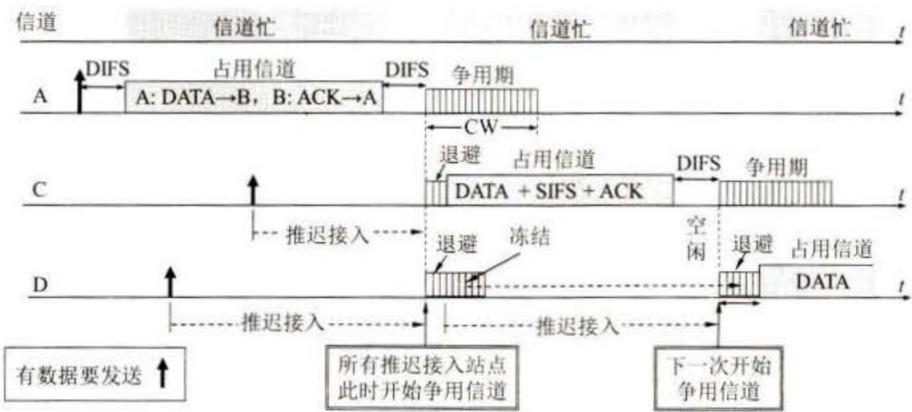 信道 信道忙 信道忙 信道忙 t
DIFS 占用信道 DIFS 争用期
A A: DATA→B, B: ACK→A t
CW
退避 占用信道 DIFS 争用期
C DATA + SIFS + ACK t
推迟接入 空闲
退避 冻结 退避 占用信道
D DATA t
推迟接入 推迟接入
有数据要发送
所有推迟接入站点
此时开始争用信道
下一次开始
争用信道